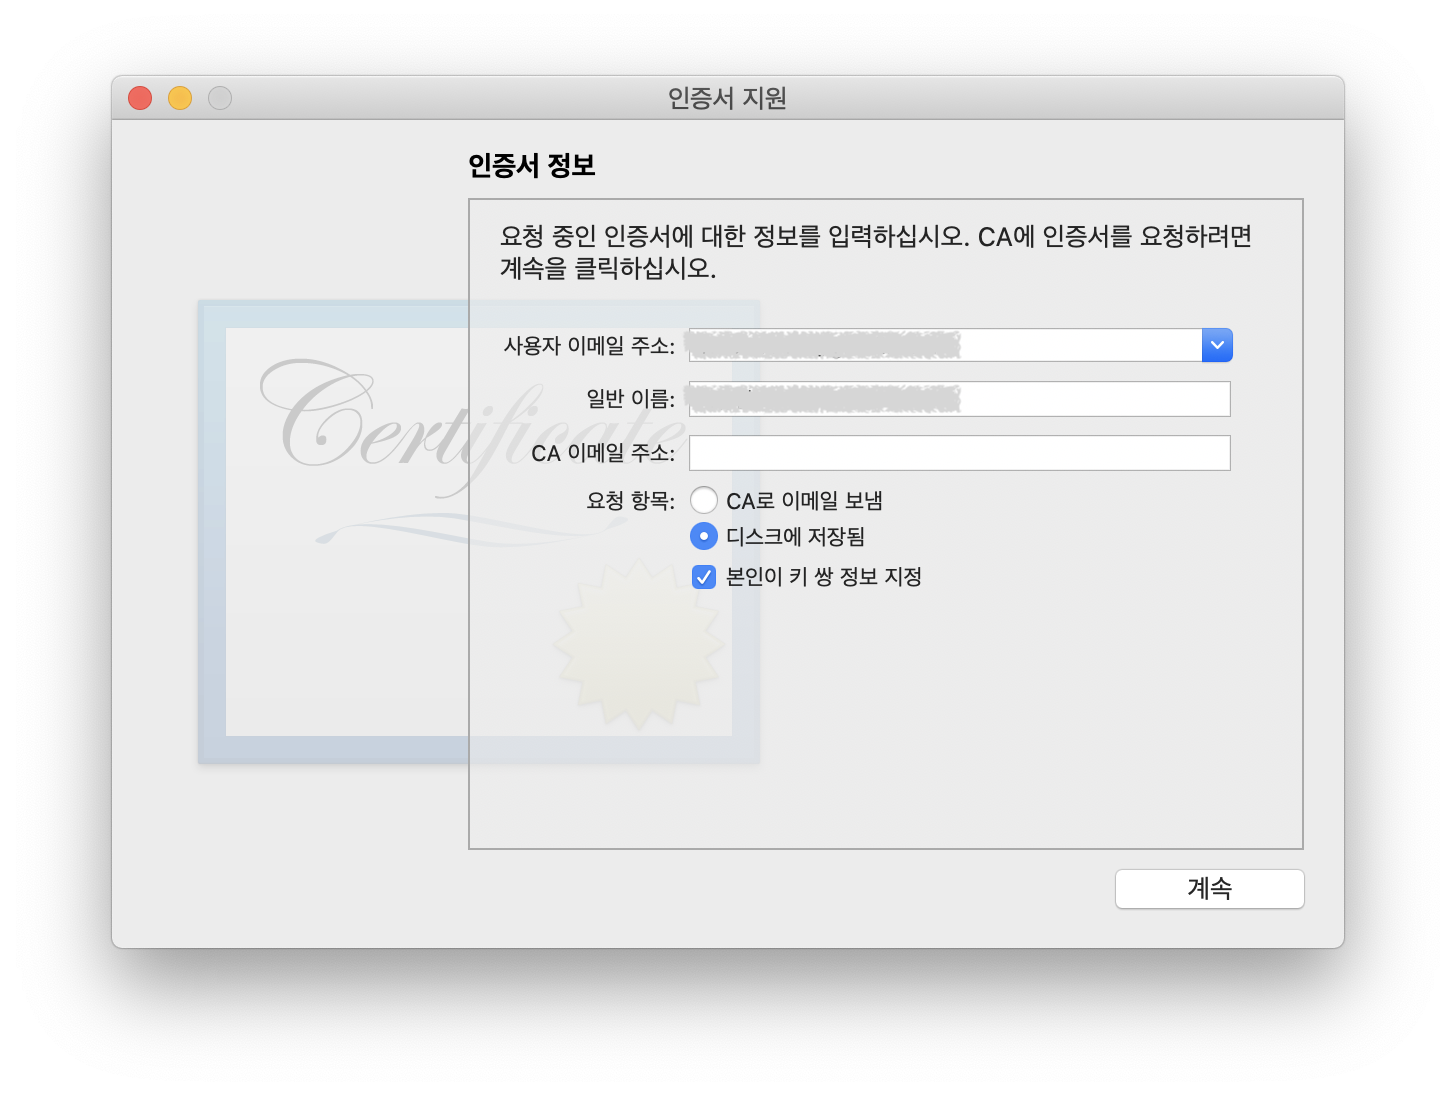 인증서 지원
인증서 정보
요청 중인 인증서에 대한 정보를 입력하십시오. CA에 인증서를 요청하려면
계속을 클릭하십시오.
사용자 이메일 주소:
일반 이름:
Certificate
CA 이메일 주소:
요청 항목: CA로 이메일 보냄
디스크에 저장됨
본인이 키 쌍 정보 지정
계속